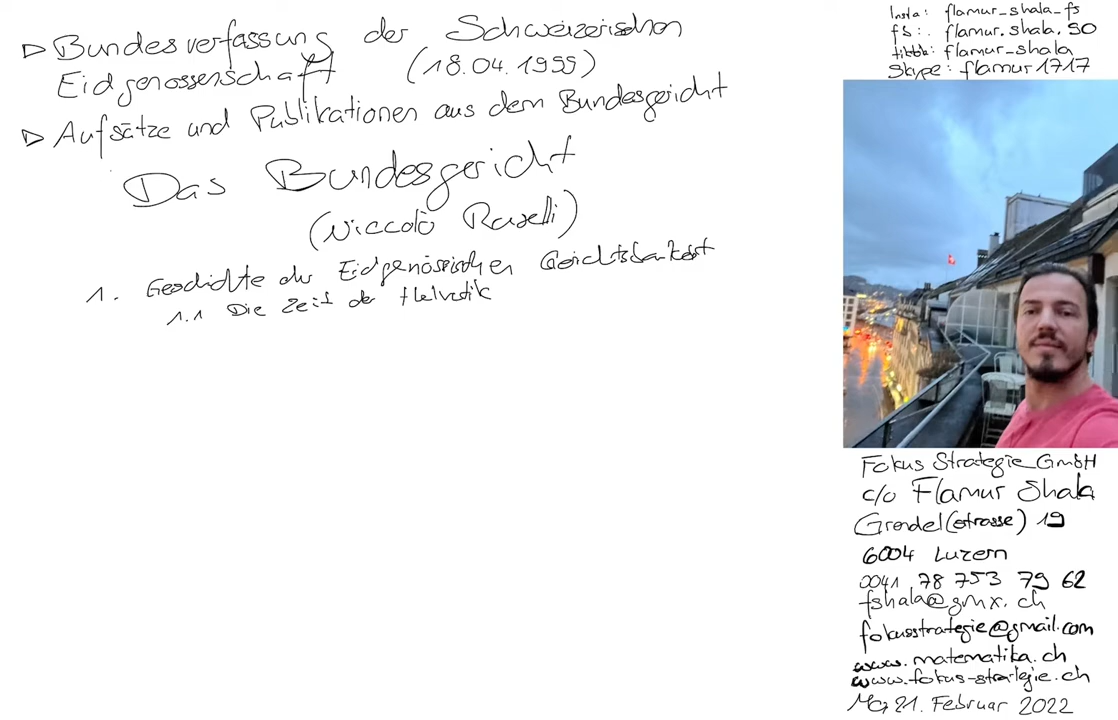 ▷ Bundesverfassung der Schweizerischen
Eidgenossenschaft (18.04.1999)
▷ Aufsätze und Publikationen aus dem Bundesgericht
Das Bundesgericht
(Niccolò Raselli)
1. Geschichte der Eidgenössischen Gerichtsbarkeit
1.1 Die Zeit der Helvetik
Insta: flamur_shala_fs
fs:. flamur.shala.50
tiktok: flamur_shala
Skype: flamur1717
Fokus Strategie GmbH
c/o Flamur Shala
Grendel(strasse) 19
6004 Luzern
0041 78 753 79 62
fshala@gmx.ch
fokusstrategie@gmail.com
www.matematika.ch
www.fokus-strategie.ch
21. Februar 2022